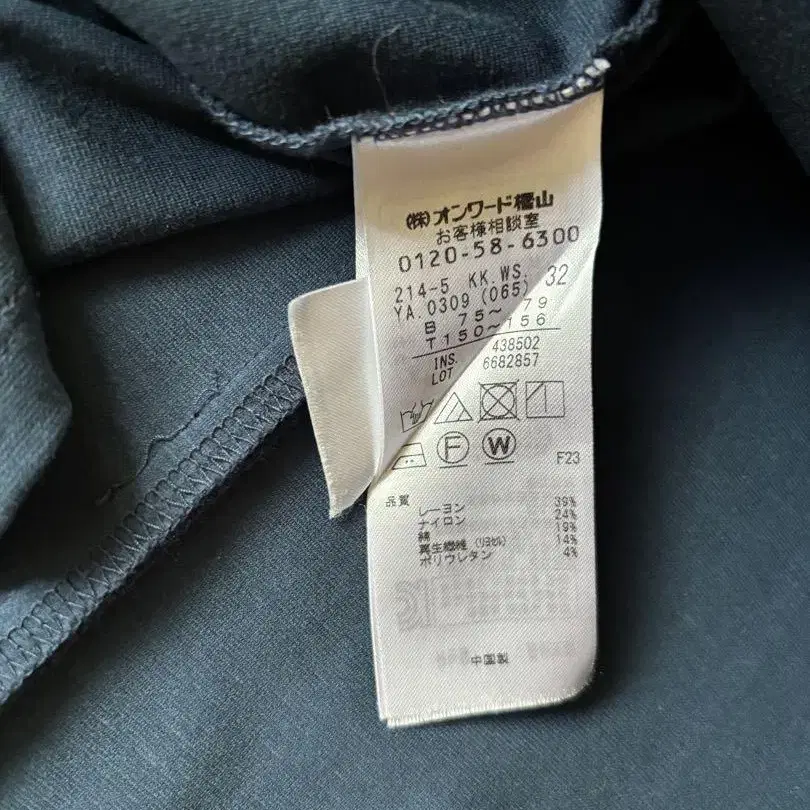 (株)オンワード樫山
お客様相談室
0120-58-6300
214-5 KK.WS. 32
YA.0309 (065)
B 75~ 79
T150~156
INS. 438502
LOT 6682857
F W
F23
品質
レーヨン 39%
ナイロン 24%
綿 19%
再生繊維 (リヨセル) 14%
ポリウレタン 4%
中国製